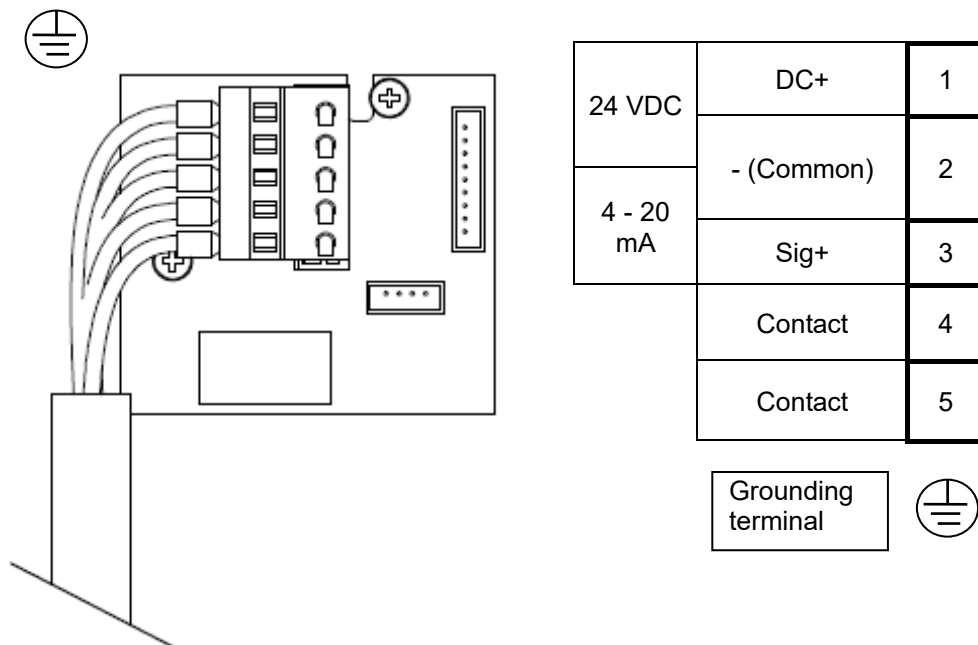 24 VDC
DC+
1
- (Common)
2
4 - 20
mA
Sig+
3
Contact
4
Contact
5
Grounding
terminal